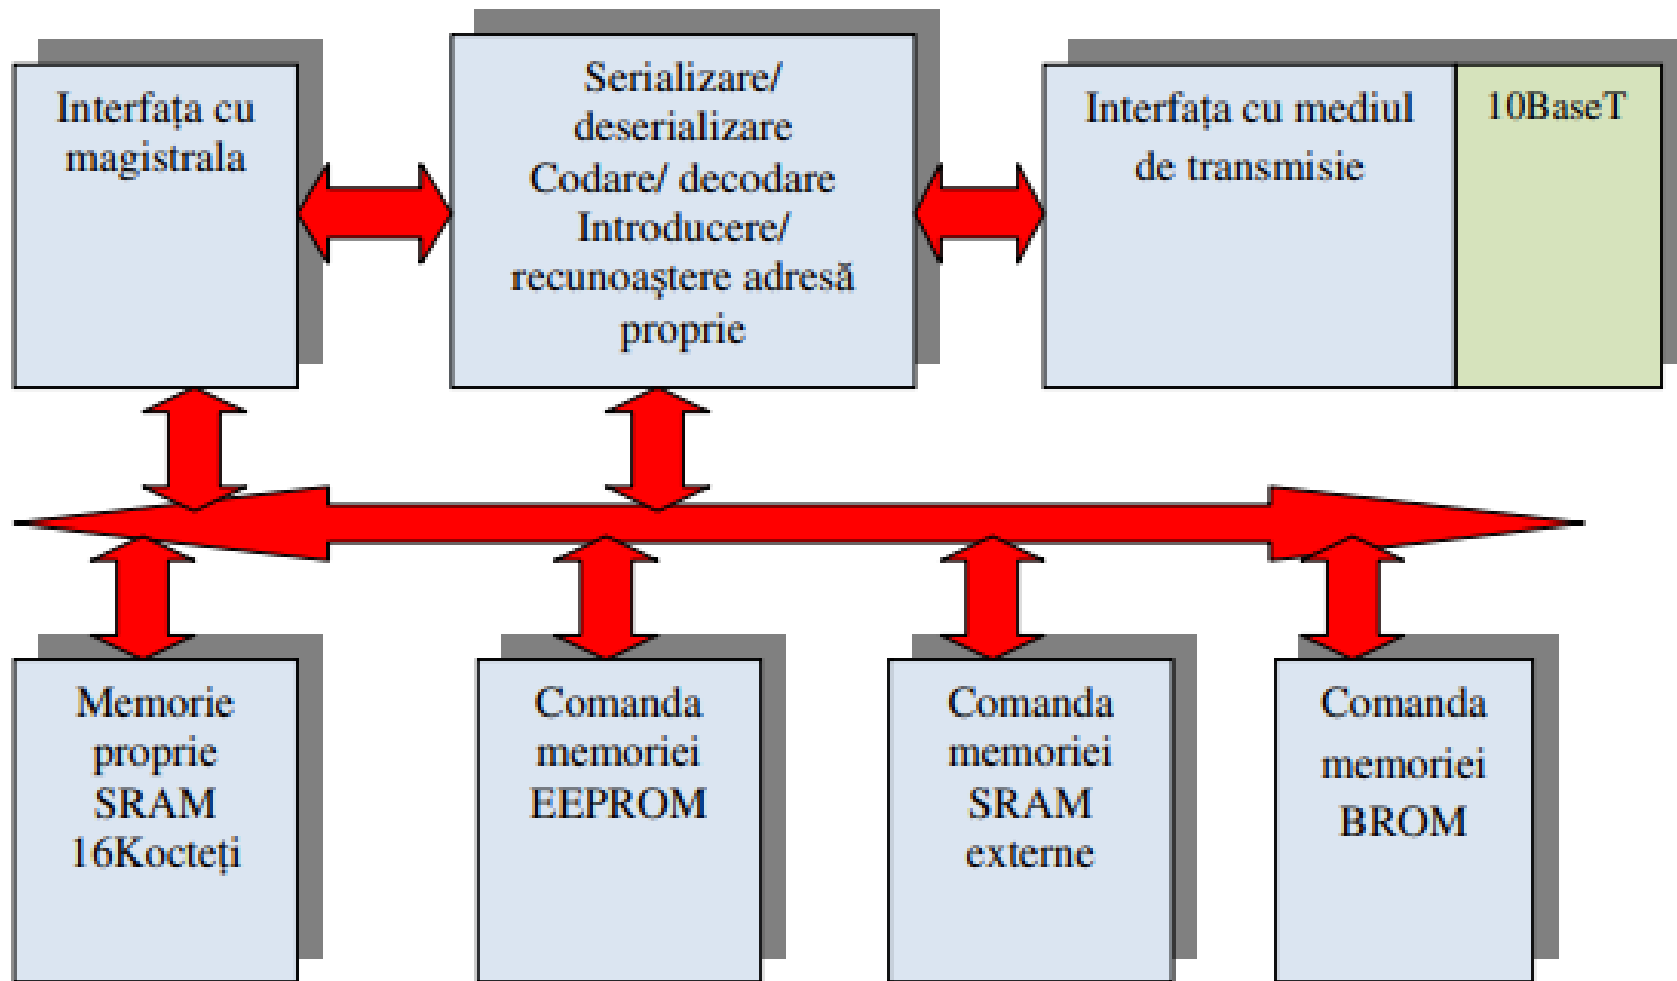 Interfața cu
magistrala
Serializare/
deserializare
Codare/ decodare
Introducere/
recunoaştere adresă
proprie
Interfața cu mediul
de transmisie
10BaseT
Memorie
proprie
SRAM
16Kocteți
Comanda
memoriei
EEPROM
Comanda
memoriei
SRAM
externe
Comanda
memoriei
BROM